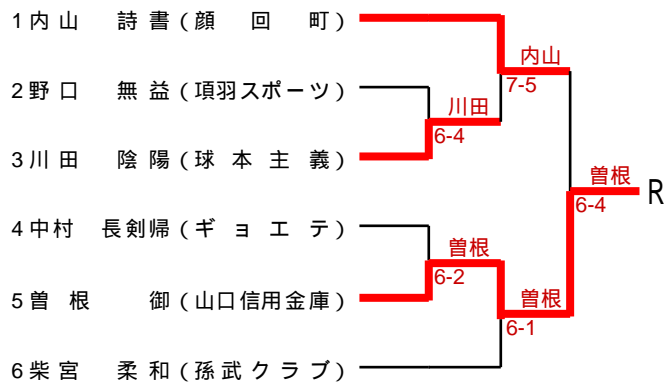 1 内山 詩書 (顔回町)
内山
7-5
2 野口 無益 (項羽スポーツ)
川田
6-4
3 川田 陰陽 (球本主義)
曽根
6-4
R
4 中村 長剣帰 (ギョエテ)
曽根
6-2
5 曽根 御 (山口信用金庫)
曽根
6-1
6 柴宮 柔和 (孫武クラブ)